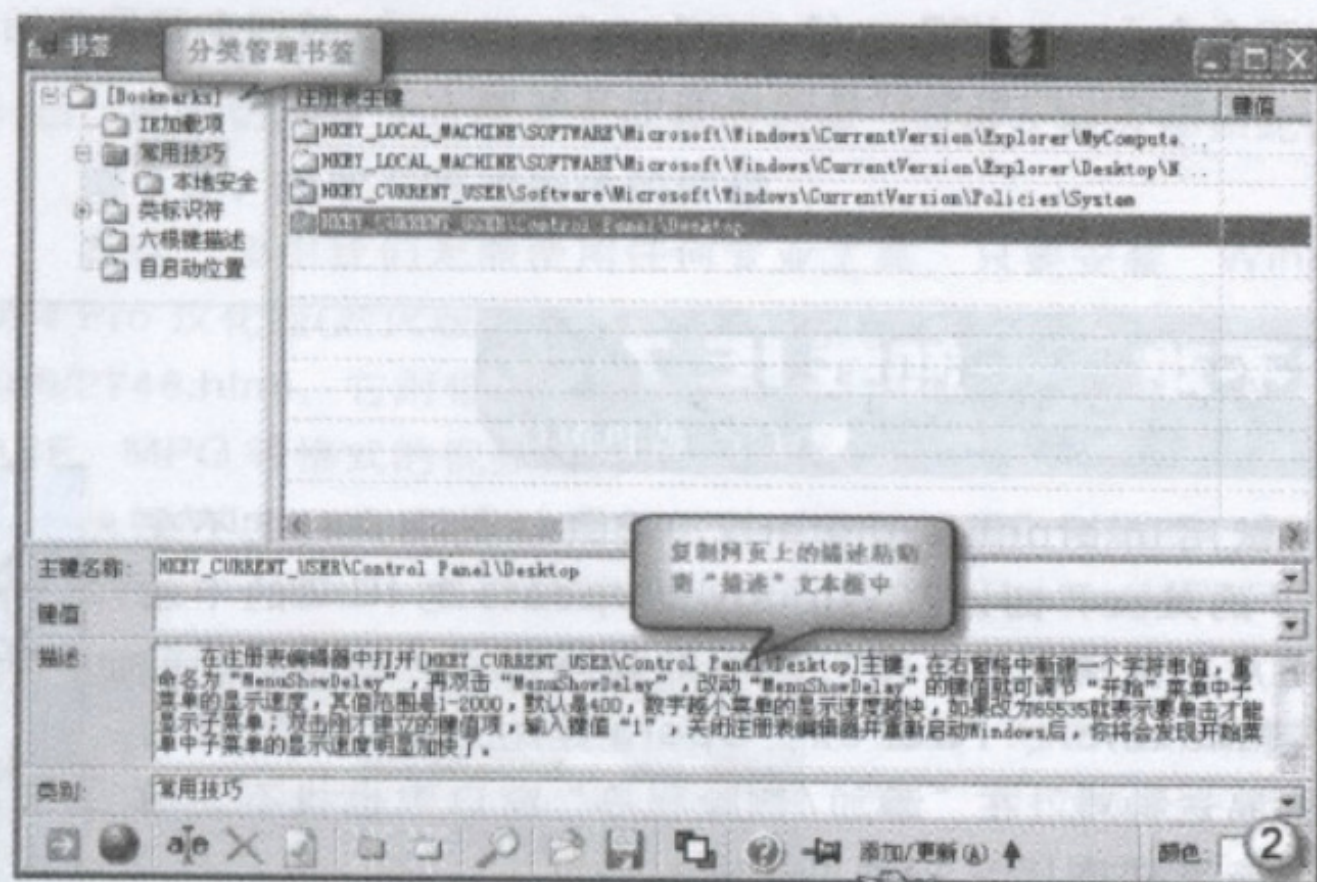 书签
分类管理书签
[Bookmarks]
IE加载项
常用技巧
本地安全
类标识符
六根键描述
自启动位置
注册表主键
键值
HKEY_LOCAL_MACHINE\SOFTWARE\Microsoft\Windows\CurrentVersion\Explorer\MyCompute...
HKEY_LOCAL_MACHINE\SOFTWARE\Microsoft\Windows\CurrentVersion\Explorer\Desktop\N...
HKEY_CURRENT_USER\Software\Microsoft\Windows\CurrentVersion\Policies\System
HKEY_CURRENT_USER\Control Panel\Desktop
复制网页上的描述粘贴
到“描述”文本框中
主键名称: HKEY_CURRENT_USER\Control Panel\Desktop
键值
描述: 在注册表编辑器中打开[HKEY_CURRENT_USER\Control Panel\Desktop]主键，在右窗格中新建一个字符串值，重
命名为“MenuShowDelay”，再双击“MenuShowDelay”，改动“MenuShowDelay”的键值就可调节“开始”菜单中子
菜单的显示速度，其值范围是1-2000，默认是400，数字越小菜单的显示速度越快，如果改为65535就表示要单击才能
显示子菜单；双击刚才建立的键值项，输入键值“1”，关闭注册表编辑器并重新启动Windows后，你将会发现开始菜
单中子菜单的显示速度明显加快了。
类别: 常用技巧
添加/更新(A)
颜色:
2